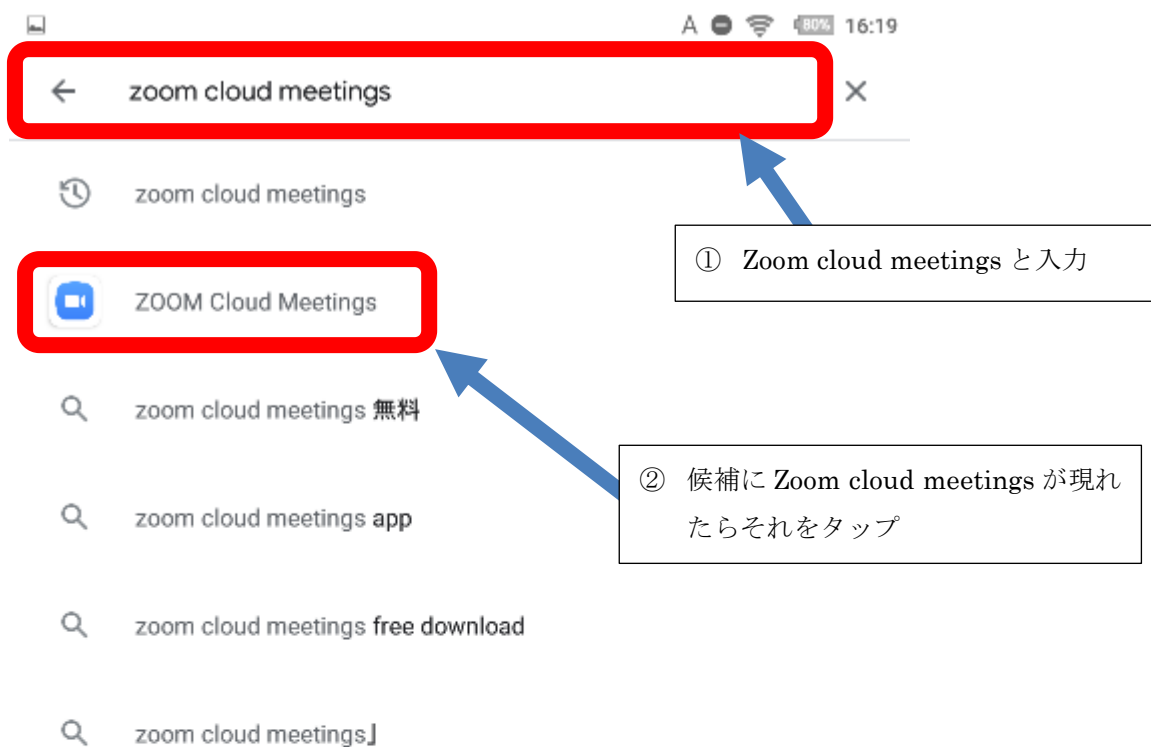 A 80% 16:19
zoom cloud meetings
zoom cloud meetings
① Zoom cloud meetings と入力
ZOOM Cloud Meetings
zoom cloud meetings 無料
② 候補に Zoom cloud meetings が現れ
たらそれをタップ
zoom cloud meetings app
zoom cloud meetings free download
zoom cloud meetings」